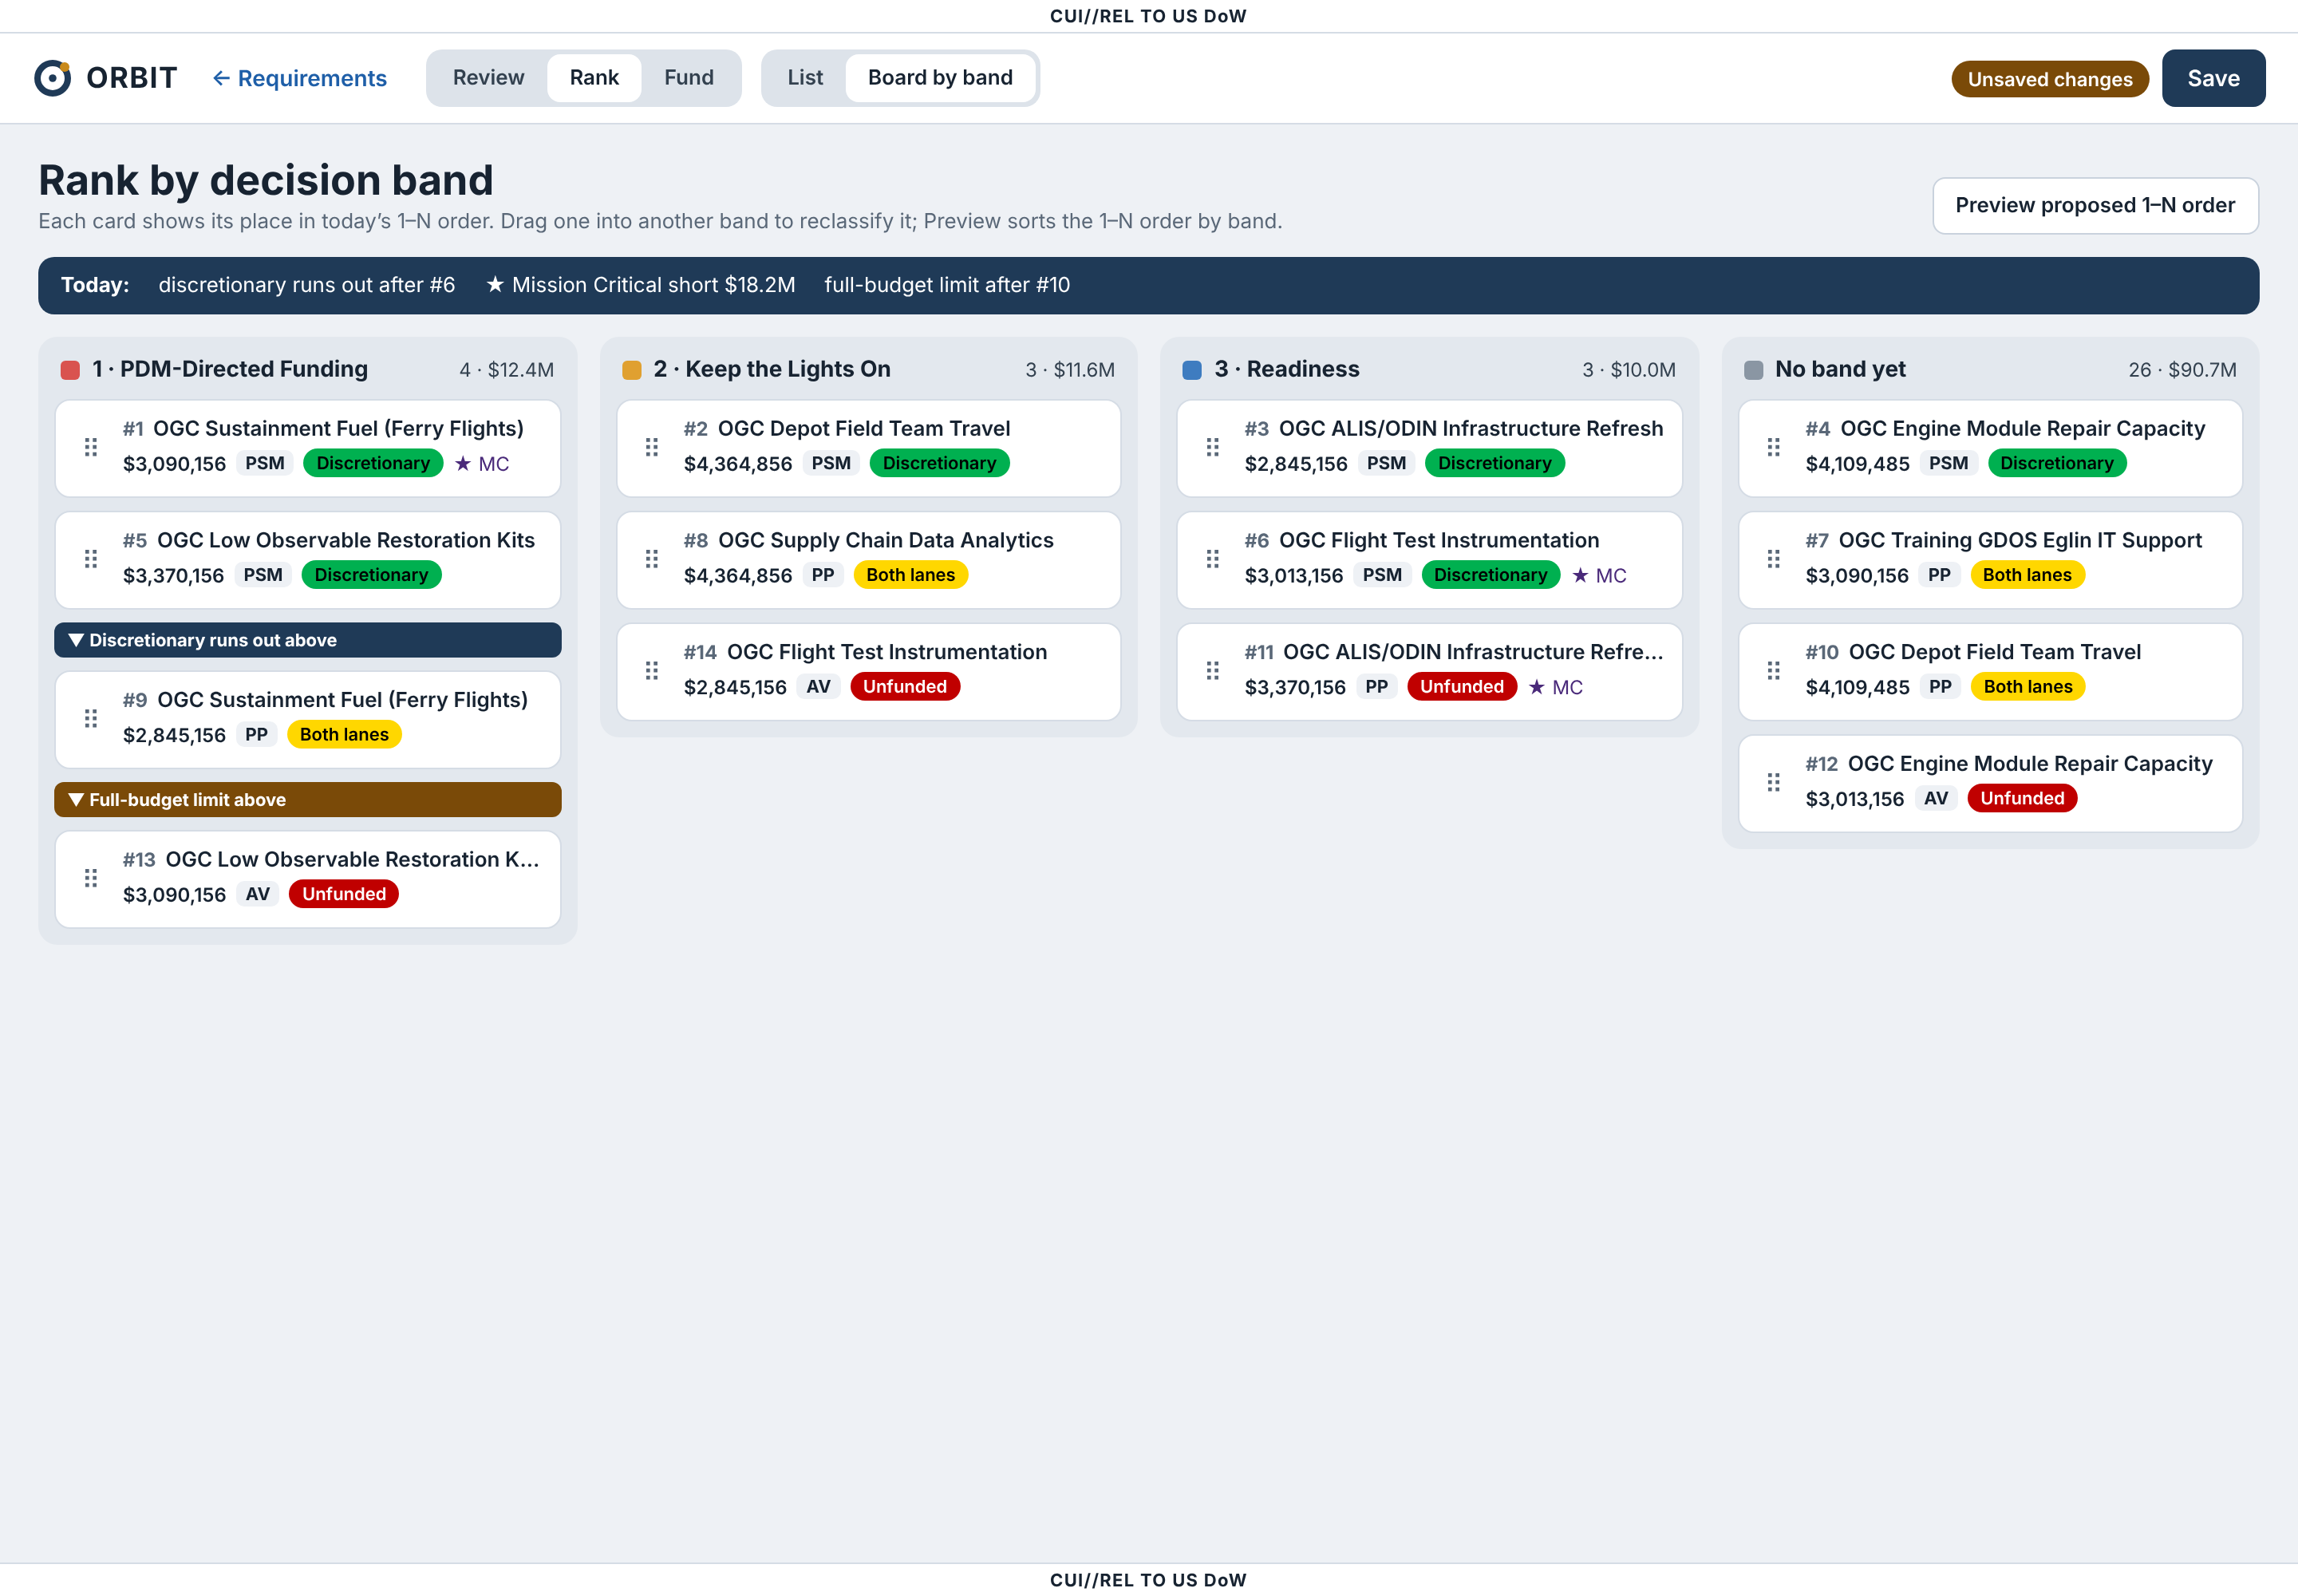 CUI//REL TO US DoW
ORBIT
← Requirements
Review
Rank
Fund
List
Board by band
Unsaved changes
Save
Rank by decision band
Each card shows its place in today’s 1–N order. Drag one into another band to reclassify it; Preview sorts the 1–N order by band.
Preview proposed 1–N order
Today: discretionary runs out after #6 ★ Mission Critical short $18.2M full-budget limit after #10
1 · PDM-Directed Funding 4 · $12.4M
#1 OGC Sustainment Fuel (Ferry Flights)
$3,090,156 PSM Discretionary ★ MC
#5 OGC Low Observable Restoration Kits
$3,370,156 PSM Discretionary
▼ Discretionary runs out above
#9 OGC Sustainment Fuel (Ferry Flights)
$2,845,156 PP Both lanes
▼ Full-budget limit above
#13 OGC Low Observable Restoration K...
$3,090,156 AV Unfunded
2 · Keep the Lights On 3 · $11.6M
#2 OGC Depot Field Team Travel
$4,364,856 PSM Discretionary
#8 OGC Supply Chain Data Analytics
$4,364,856 PP Both lanes
#14 OGC Flight Test Instrumentation
$2,845,156 AV Unfunded
3 · Readiness 3 · $10.0M
#3 OGC ALIS/ODIN Infrastructure Refresh
$2,845,156 PSM Discretionary
#6 OGC Flight Test Instrumentation
$3,013,156 PSM Discretionary ★ MC
#11 OGC ALIS/ODIN Infrastructure Refre...
$3,370,156 PP Unfunded ★ MC
No band yet 26 · $90.7M
#4 OGC Engine Module Repair Capacity
$4,109,485 PSM Discretionary
#7 OGC Training GDOS Eglin IT Support
$3,090,156 PP Both lanes
#10 OGC Depot Field Team Travel
$4,109,485 PP Both lanes
#12 OGC Engine Module Repair Capacity
$3,013,156 AV Unfunded
CUI//REL TO US DoW